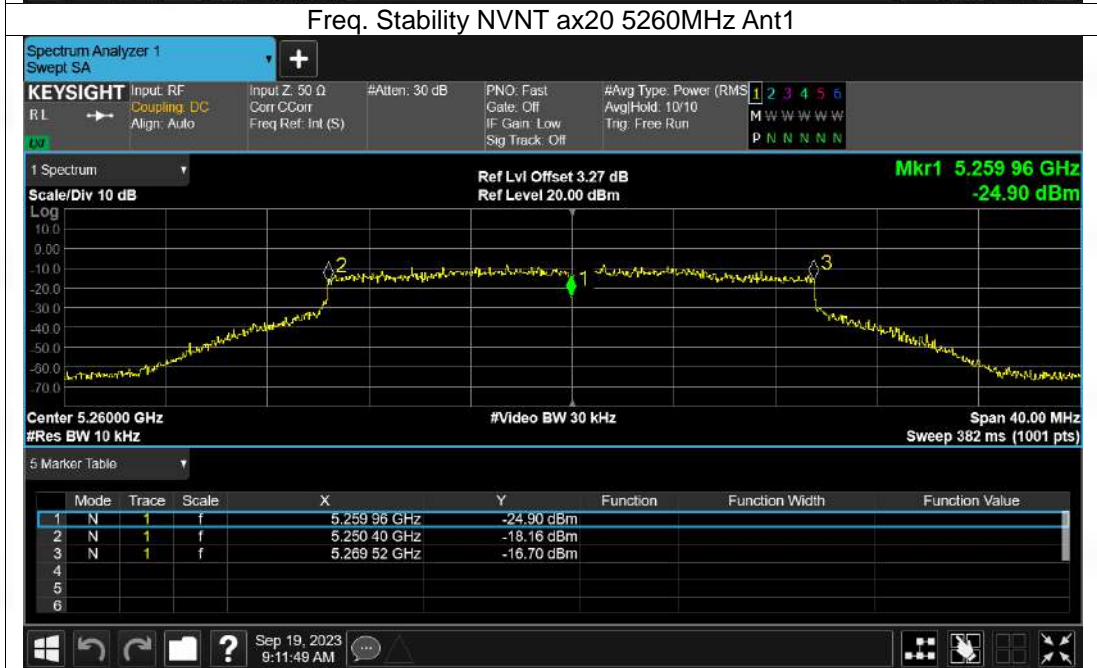 Freq. Stability NVNT ax20 5260MHz Ant1
Spectrum Analyzer 1
Swept SA
+
KEYSIGHT Input: RF Input Z: 50 Ω #Atten: 30 dB PNO: Fast #Avg Type: Power (RMS 1 2 3 4 5 6
RL Coupling: DC Corr CCorr Gate: Off Avg|Hold: 10/10 M W W W W W
Align: Auto Freq Ref: Int (S) IF Gain: Low Trig: Free Run
LXI Sig Track: Off P N N N N N
1 Spectrum Ref Lvl Offset 3.27 dB Mkr1 5.259 96 GHz
Scale/Div 10 dB Ref Level 20.00 dBm -24.90 dBm
Log
10.0
0.00
-10.0 2 3
-20.0 1
-30.0
-40.0
-50.0
-60.0
-70.0
Center 5.26000 GHz #Video BW 30 kHz Span 40.00 MHz
#Res BW 10 kHz Sweep 382 ms (1001 pts)
5 Marker Table
Mode Trace Scale X Y Function Function Width Function Value
1 N 1 f 5.259 96 GHz -24.90 dBm
2 N 1 f 5.250 40 GHz -18.16 dBm
3 N 1 f 5.269 52 GHz -16.70 dBm
4
5
6
? Sep 19, 2023
9:11:49 AM